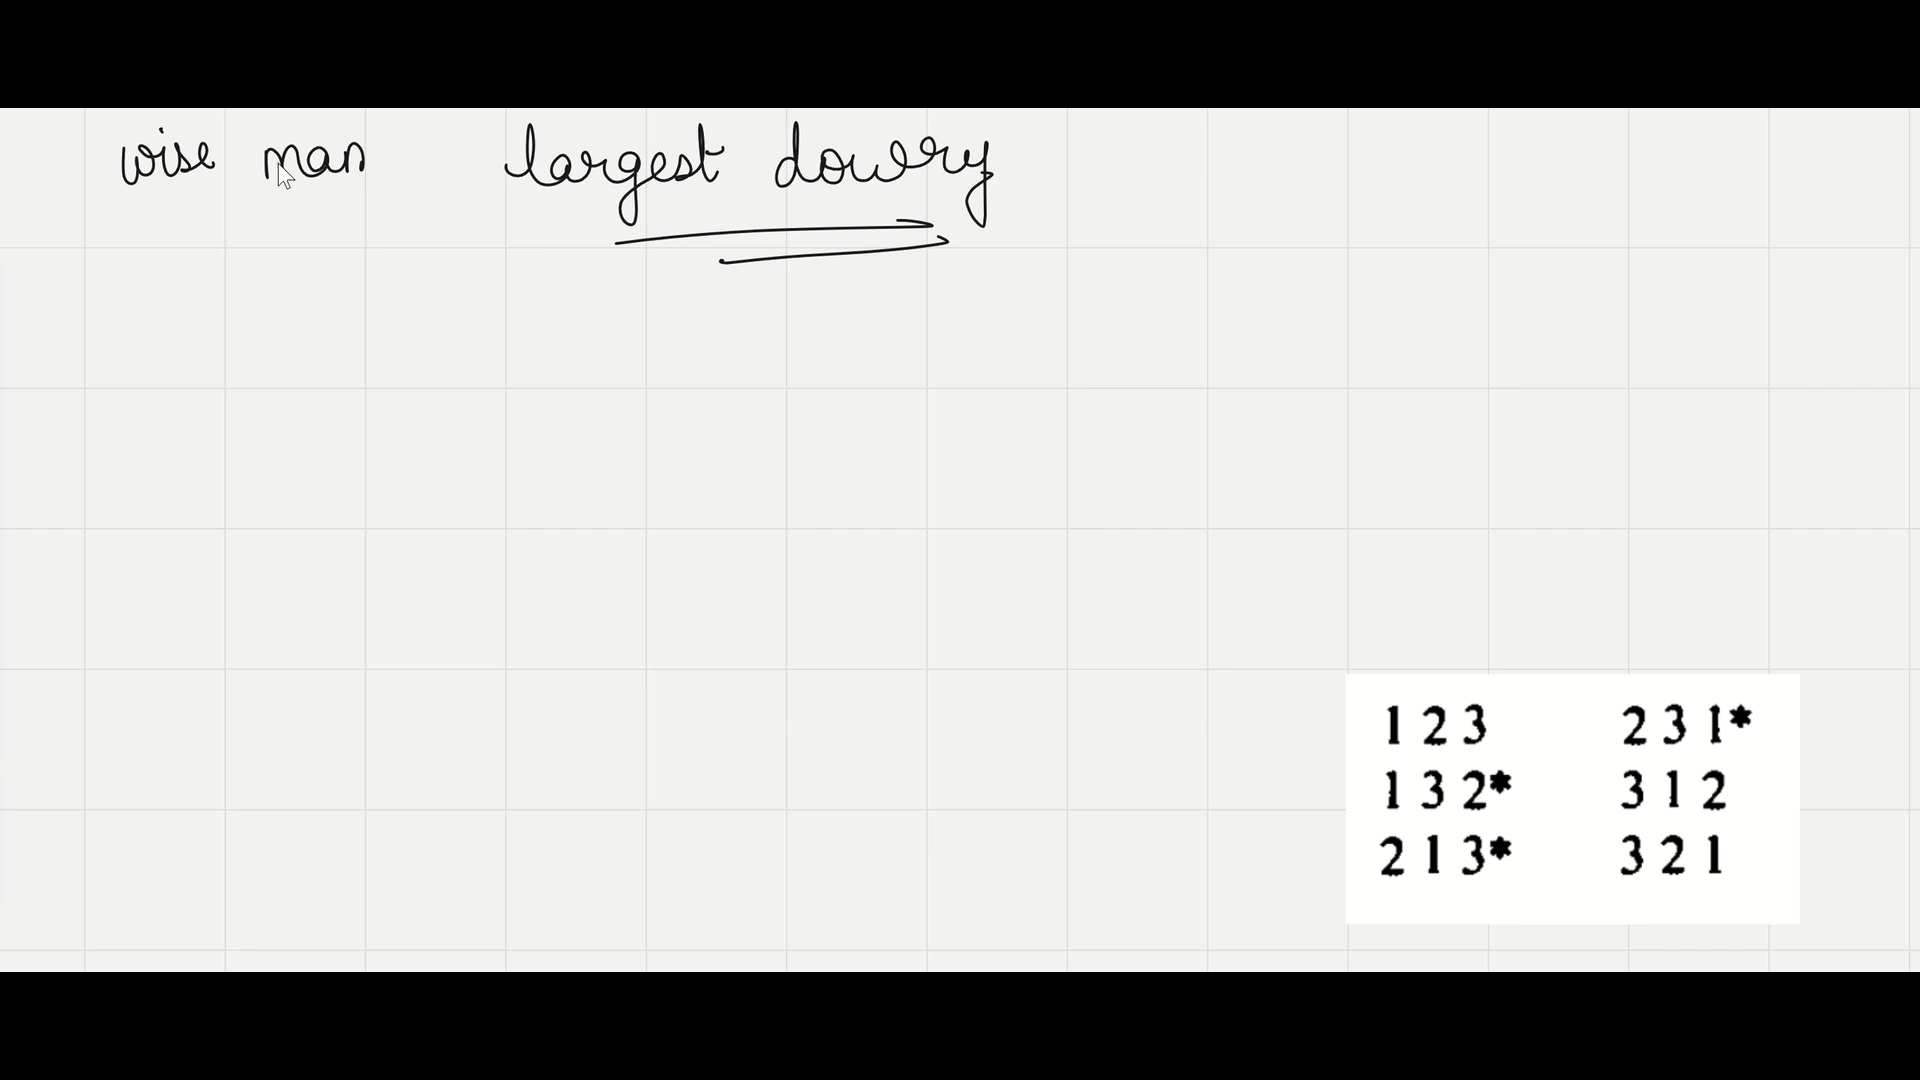 wise man largest dowry
1 2 3 2 3 1*
1 3 2* 3 1 2
2 1 3* 3 2 1